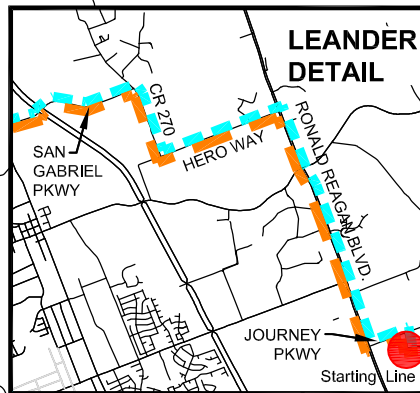 LEANDER
DETAIL
CR 270
SAN
GABRIEL
PKWY
HERO WAY
RONALD REAGAN BLVD.
JOURNEY
PKWY
Starting Line